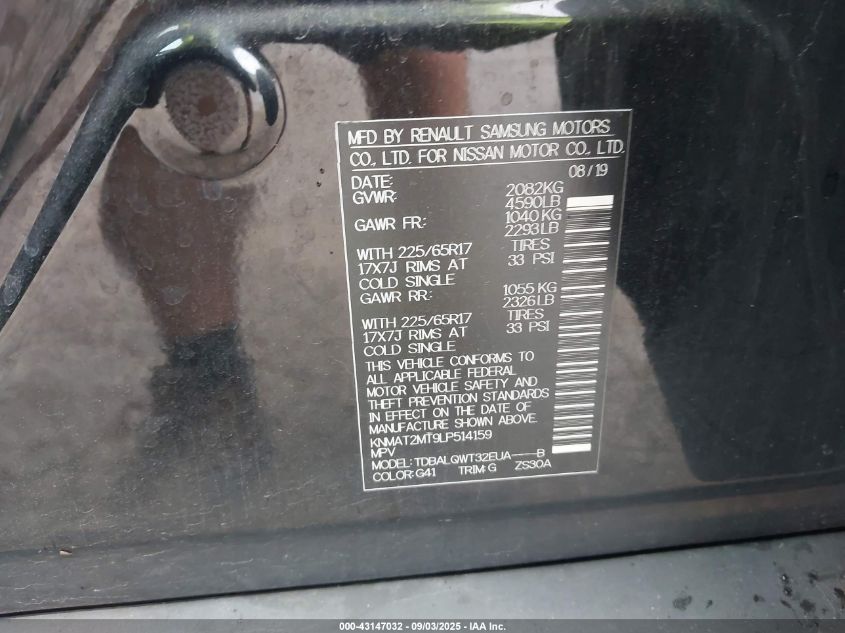 MFD BY RENAULT SAMSUNG MOTORS
CO., LTD. FOR NISSAN MOTOR CO., LTD.
DATE: 08/19
GVWR: 2082KG
4590LB
GAWR FR.: 1040KG
2293LB
WITH 225/65R17 TIRES
17X7J RIMS AT 33 PSI
COLD SINGLE
GAWR RR.: 1055KG
2326LB
WITH 225/65R17 TIRES
17X7J RIMS AT 33 PSI
COLD SINGLE
THIS VEHICLE CONFORMS TO
ALL APPLICABLE FEDERAL
MOTOR VEHICLE SAFETY AND
THEFT PREVENTION STANDARDS
IN EFFECT ON THE DATE OF
MANUFACTURE SHOWN ABOVE.
KNMAT2MT9LP514159
MPV
MODEL: TDBALQWT32EUA----B
COLOR: G41 TRIM: G ZS30A
000-43147032 - 09/03/2025 - IAA Inc.